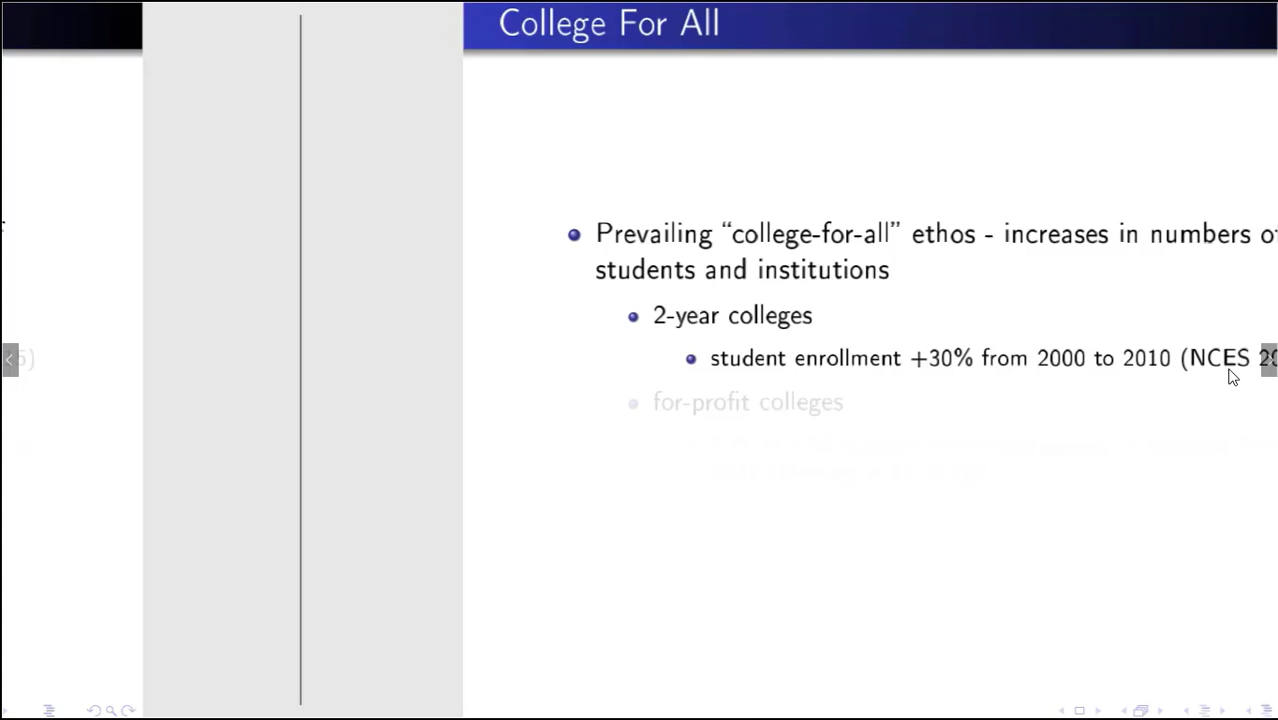 College For All
Prevailing “college-for-all” ethos - increases in numbers of
students and institutions
2-year colleges
student enrollment +30% from 2000 to 2010 (NCES
for-profit colleges